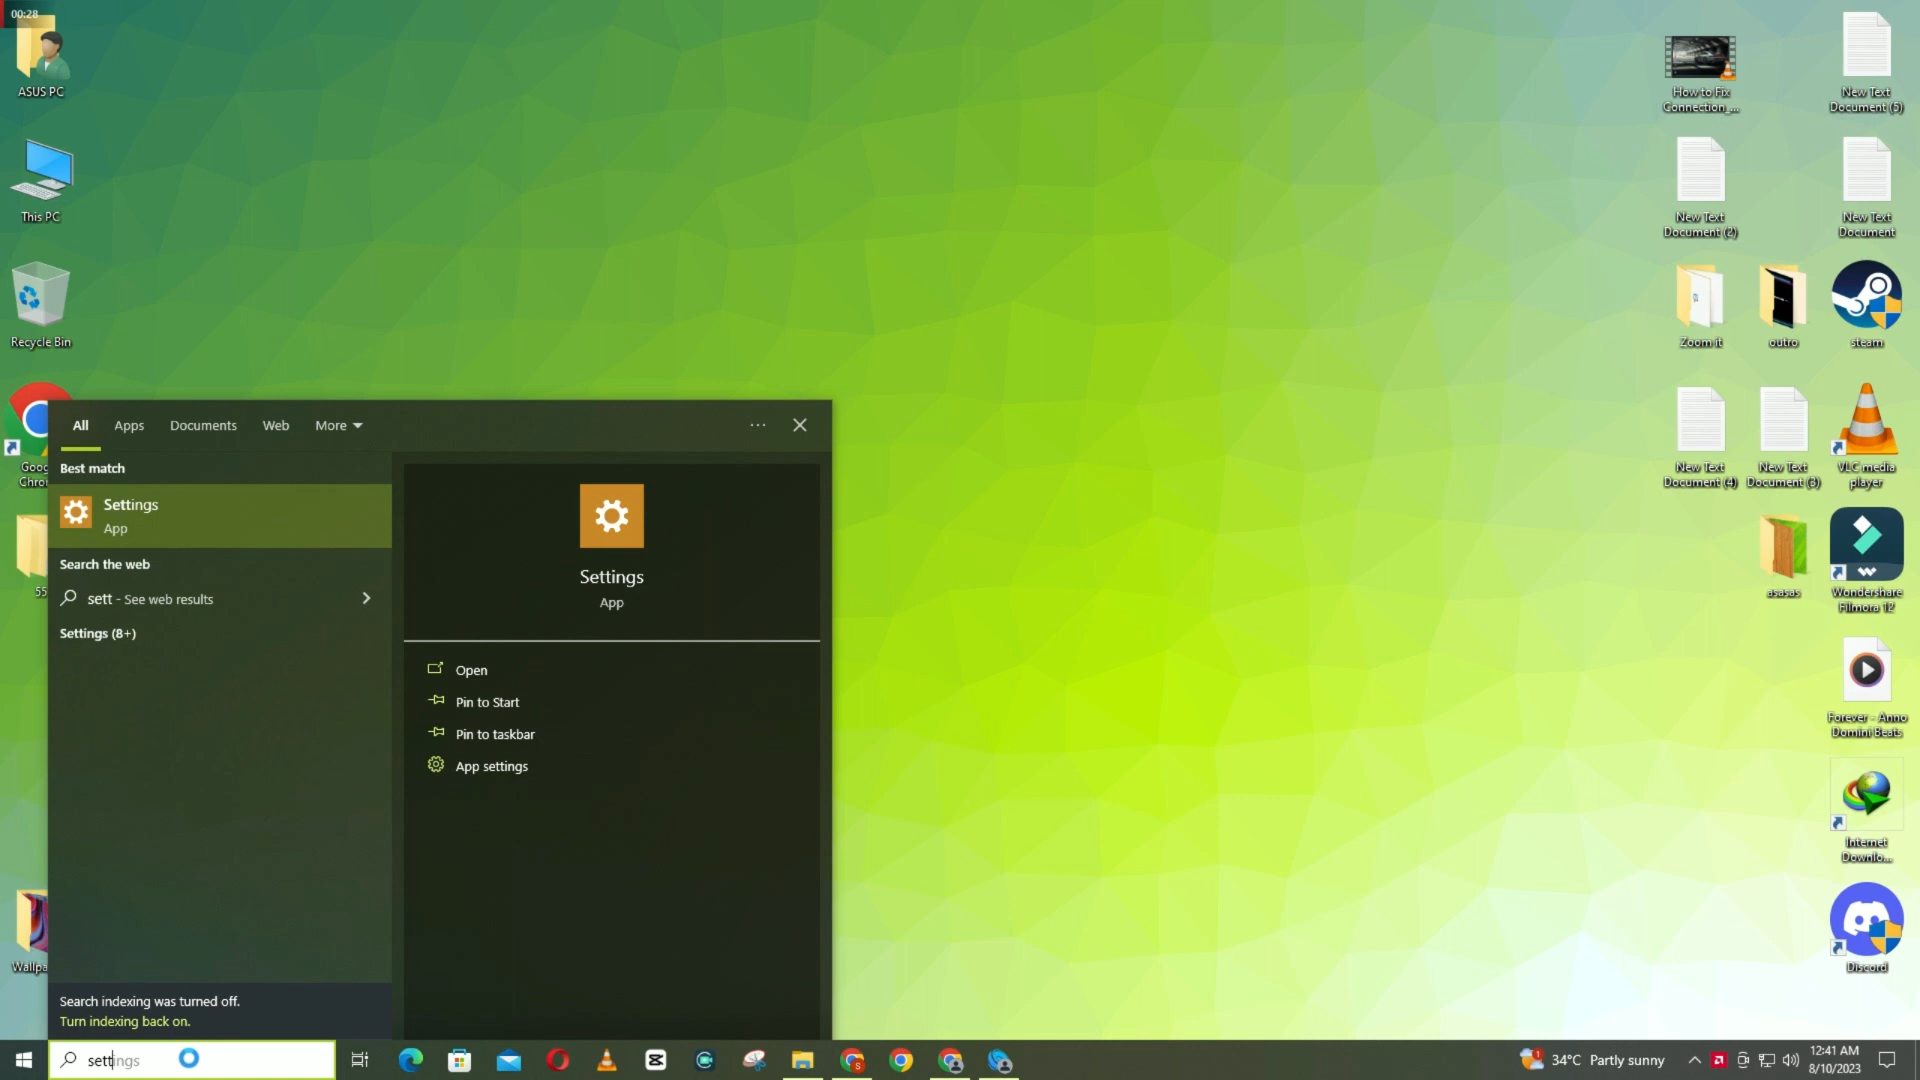 00:28
ASUS PC
This PC
Recycle Bin
Goog
Chron
55
Wallpa
All
Apps
Documents
Web
More
Best match
Settings
App
Search the web
sett - See web results
Settings (8+)
Settings
App
Open
Pin to Start
Pin to taskbar
App settings
Search indexing was turned off.
Turn indexing back on.
settings
How to Fix
Connection_...
New Text
Document (5)
New Text
Document (2)
New Text
Document
Zoom it
outro
steam
New Text
Document (4)
New Text
Document (3)
VLC media
player
asasas
Wondershare
Filmora 12
Forever - Anno
Domini Beats
Internet
Downlo...
Discord
34°C Partly sunny
12:41 AM
8/10/2023